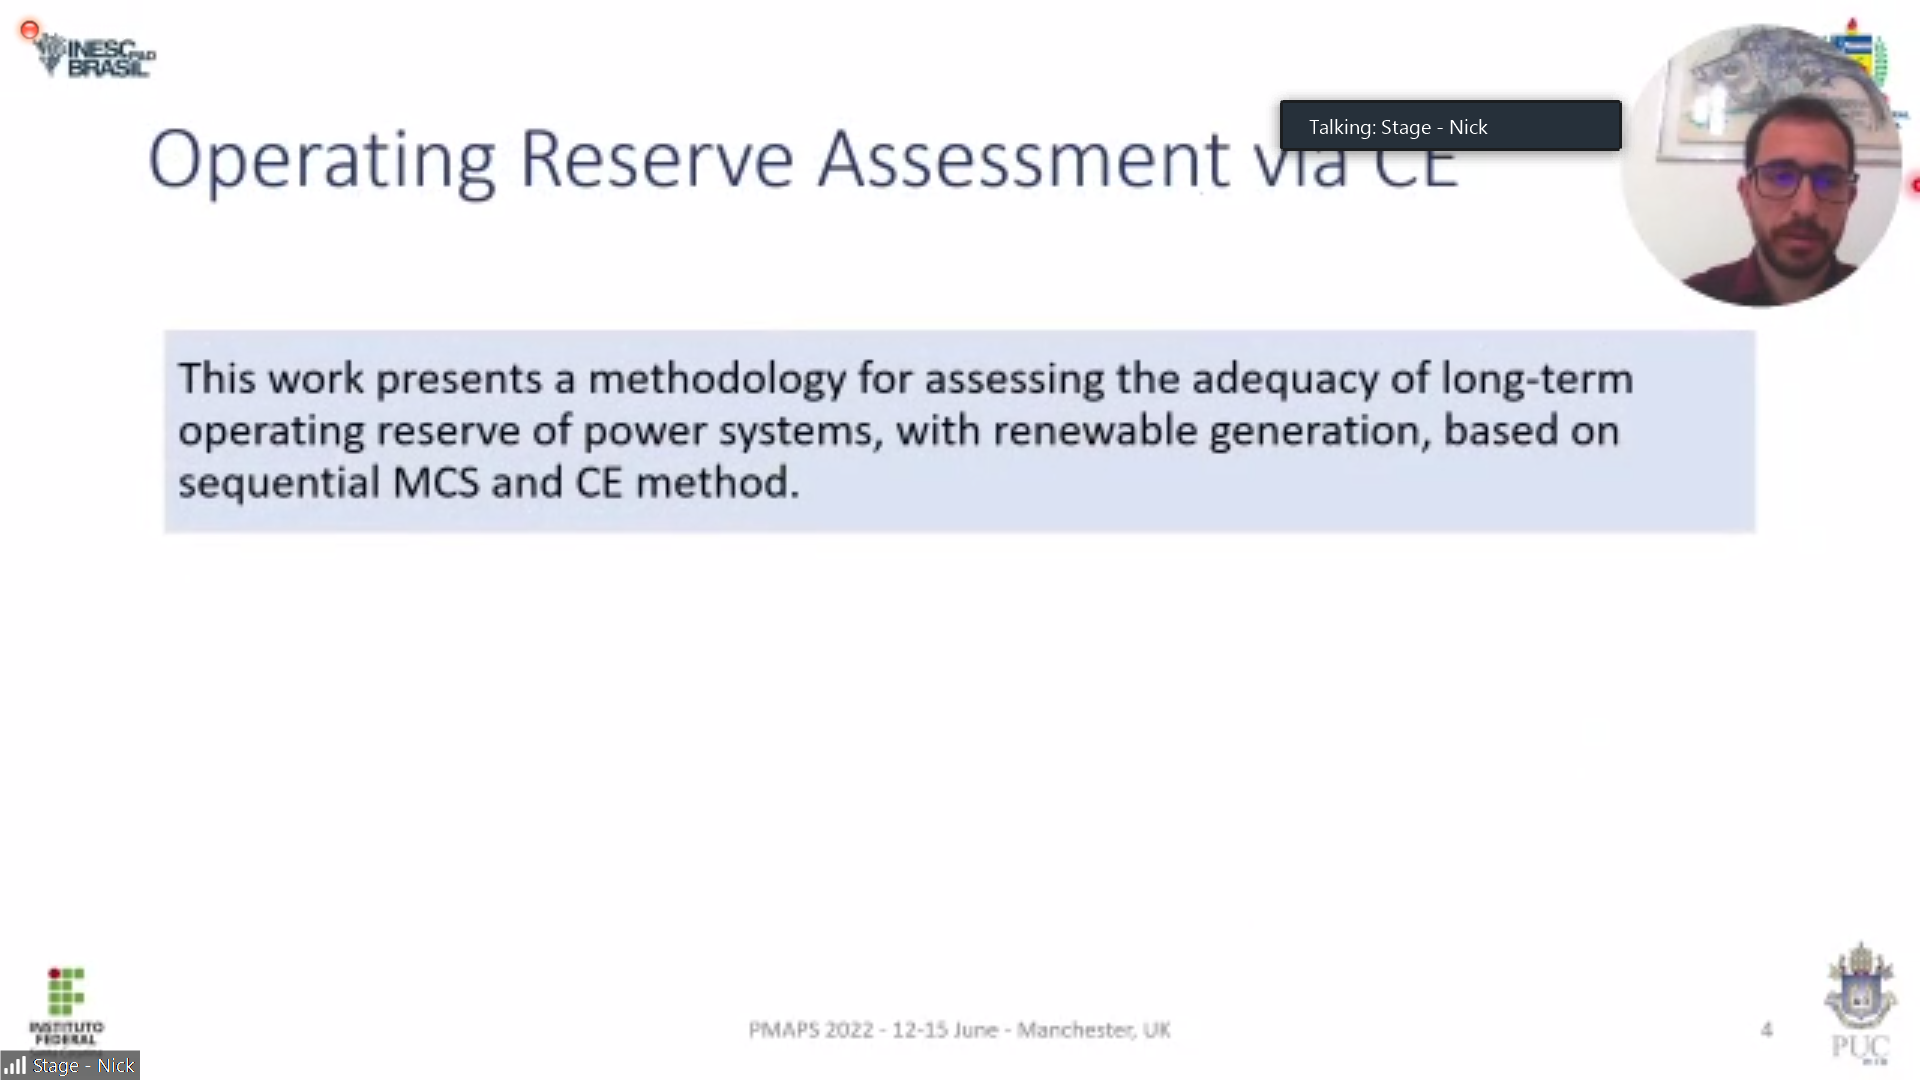 INESC P&D
BRASIL
Talking: Stage - Nick
Operating Reserve Assessment via CE
This work presents a methodology for assessing the adequacy of long-term
operating reserve of power systems, with renewable generation, based on
sequential MCS and CE method.
INSTITUTO
FEDERAL
PMAPS 2022 - 12-15 June - Manchester, UK
4
PUC
RIO
Stage - Nick